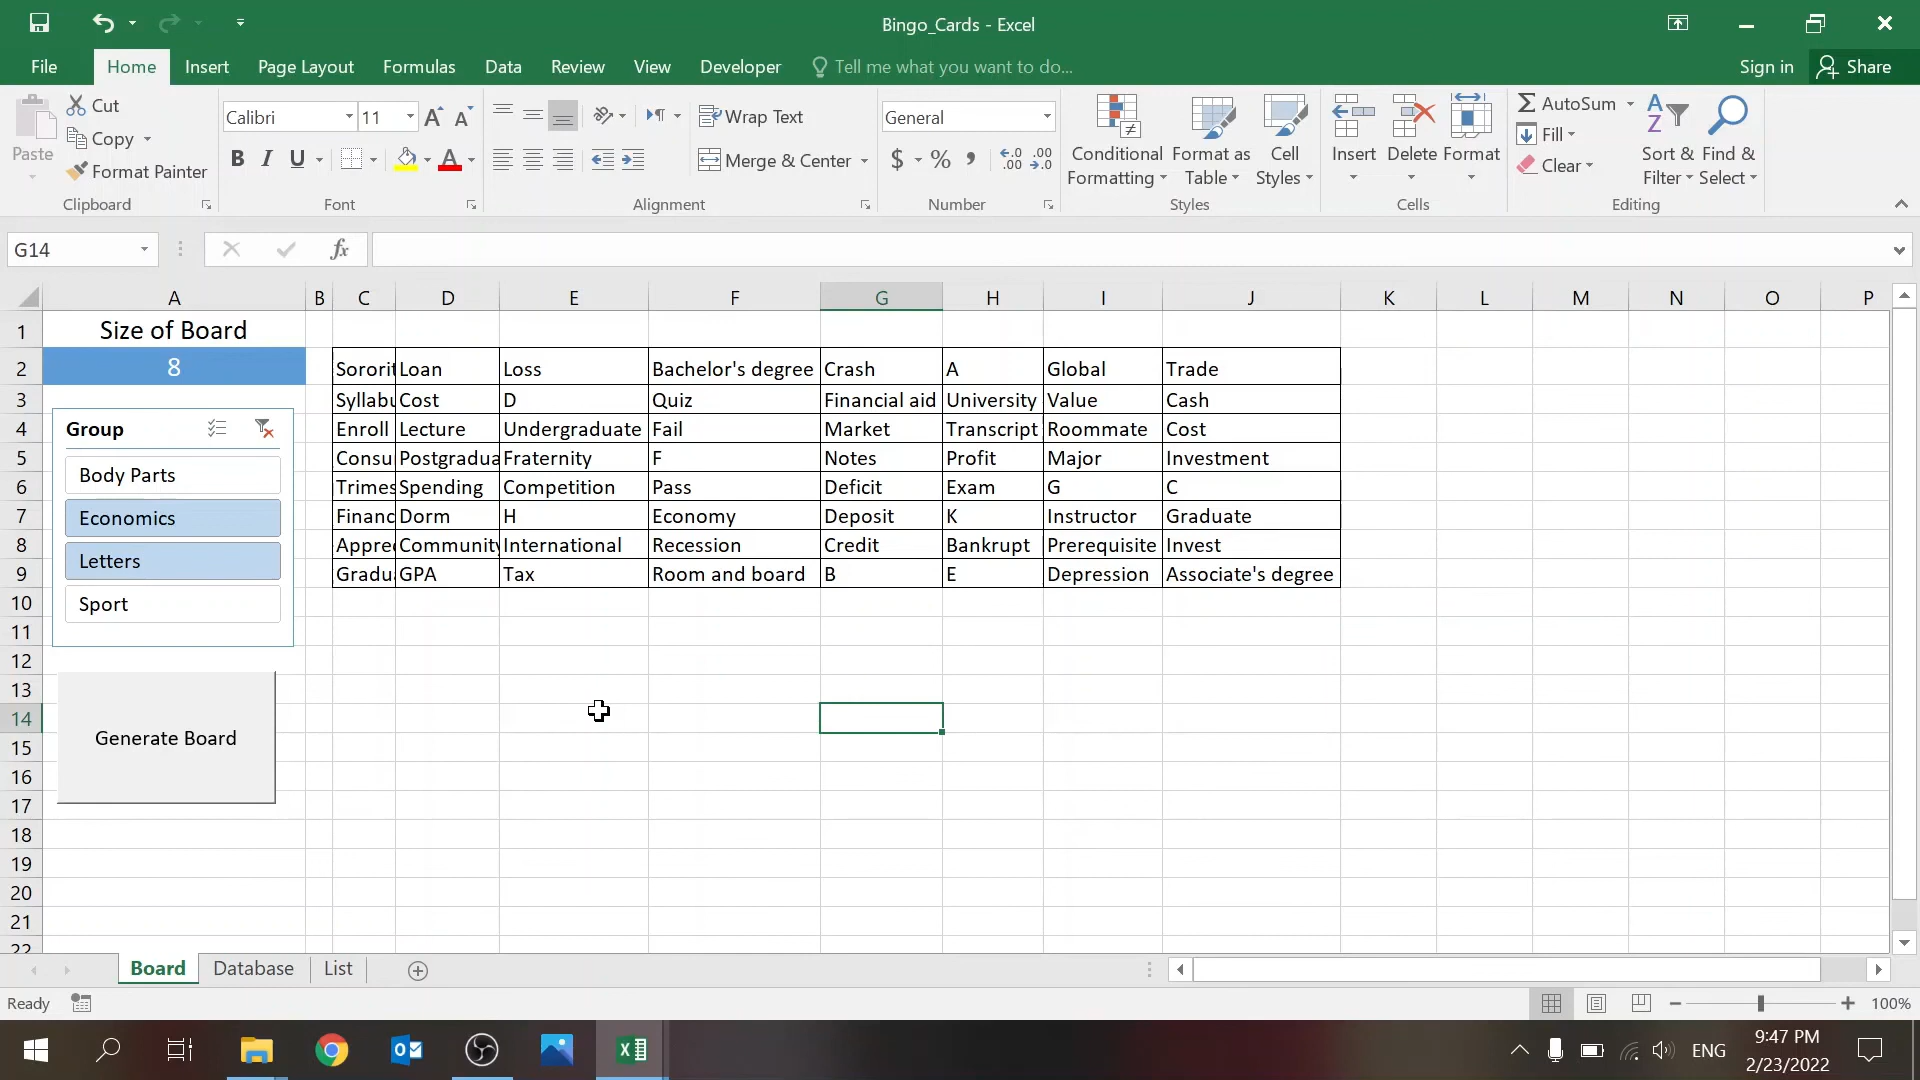 Bingo_Cards - Excel
File Home Insert Page Layout Formulas Data Review View Developer Tell me what you want to do... Sign in Share
Paste
Cut
Copy
Format Painter
Clipboard
Calibri 11
B I U
Font
Wrap Text
Merge & Center
Alignment
General
$ % ,
Number
Conditional Formatting
Format as Table
Cell Styles
Styles
Insert Delete Format
Cells
AutoSum
Fill
Clear
Sort & Filter
Find & Select
Editing
G14 fx
A B C D E F G H I J K L M N O P
1 Size of Board
2 8 Sororit Loan Loss Bachelor's degree Crash A Global Trade
3 Syllabu Cost D Quiz Financial aid University Value Cash
4 Enroll Lecture Undergraduate Fail Market Transcript Roommate Cost
5 Consu Postgradua Fraternity F Notes Profit Major Investment
6 Trimes Spending Competition Pass Deficit Exam G C
7 Financ Dorm H Economy Deposit K Instructor Graduate
8 Appre Community International Recession Credit Bankrupt Prerequisite Invest
9 Gradu GPA Tax Room and board B E Depression Associate's degree
10
11
12
13
14
15
16
17
18
19
20
21
22
Group
Body Parts
Economics
Letters
Sport
Generate Board
Board Database List
Ready 100%
ENG
9:47 PM
2/23/2022